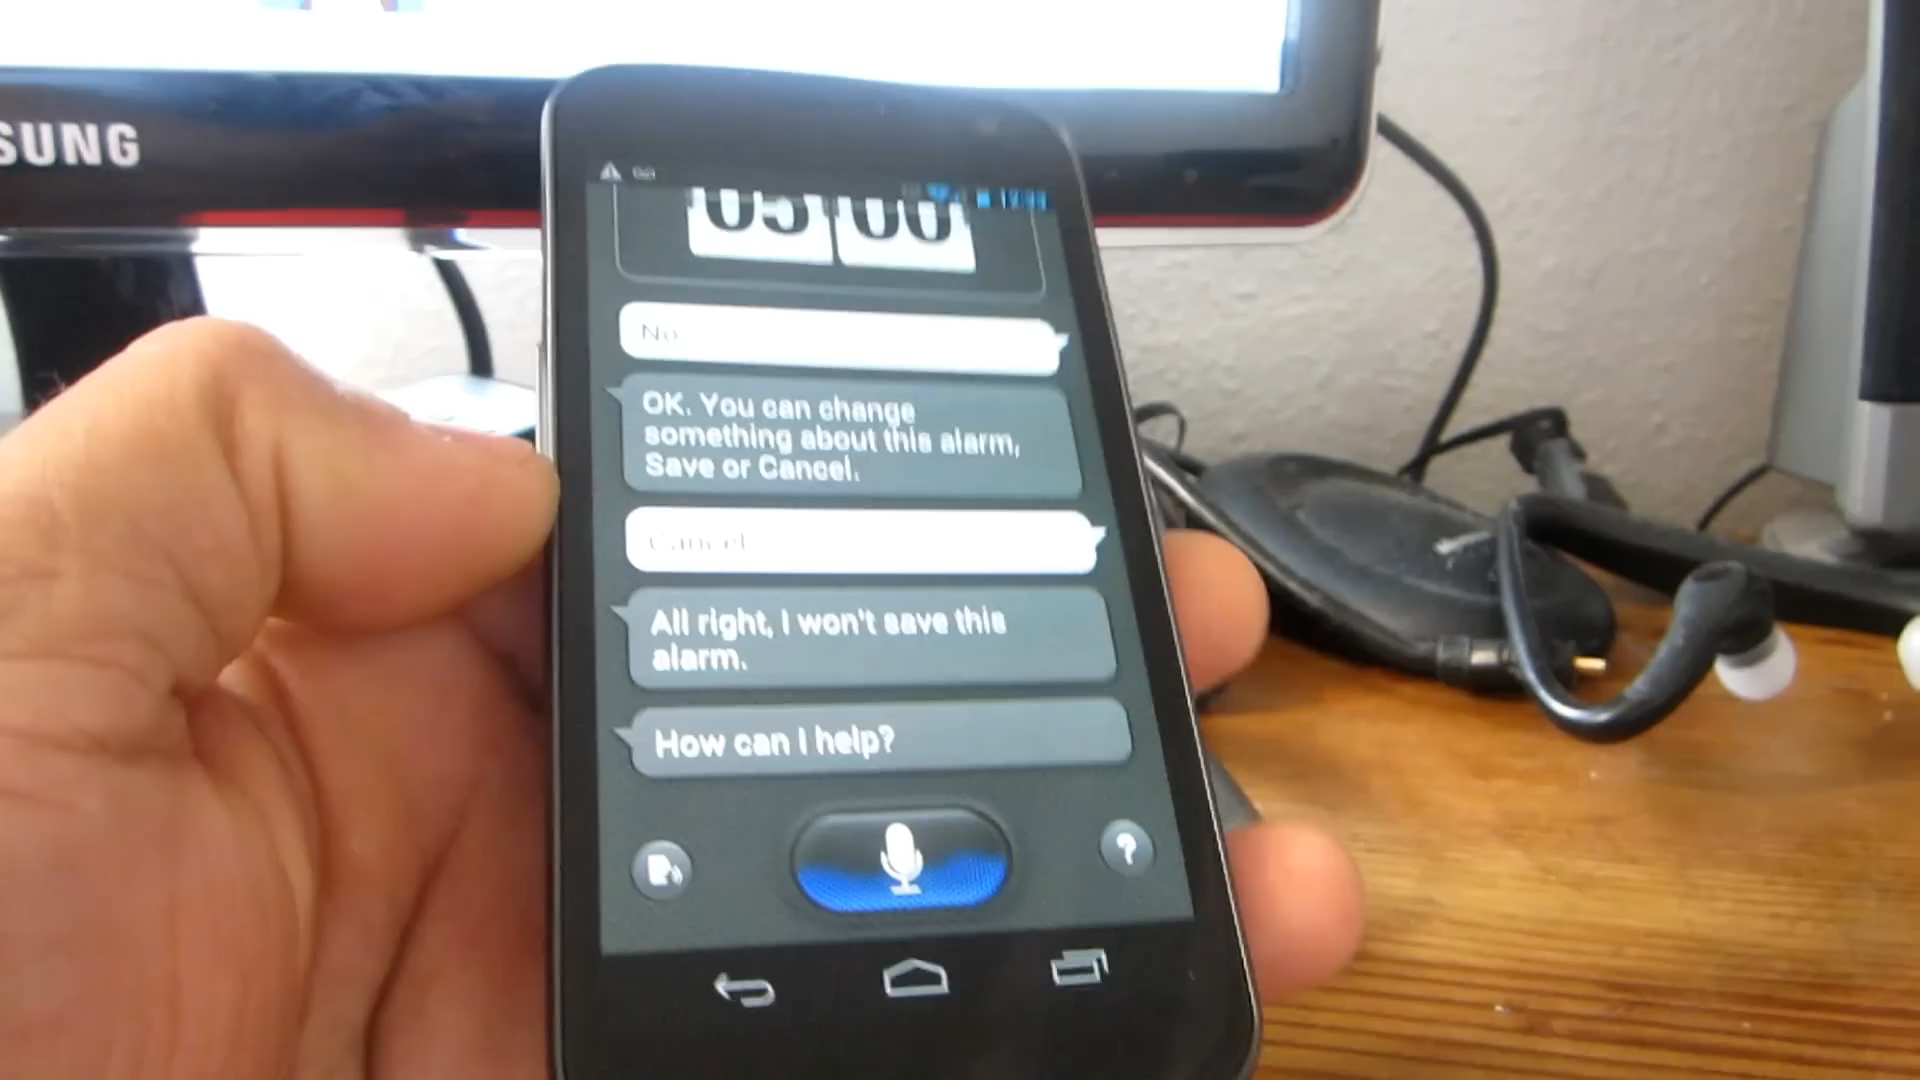 SUNG
05 00
No
OK. You can change
something about this alarm,
Save or Cancel.
Cancel
All right, I won't save this
alarm.
How can I help?
?